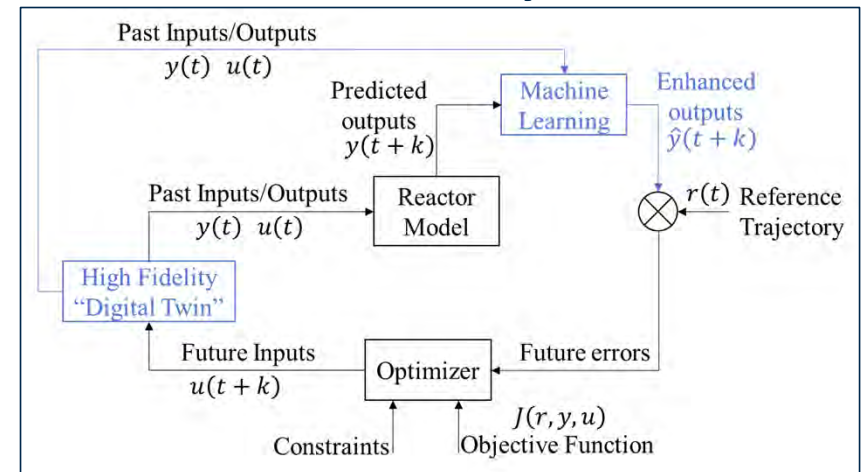 Past Inputs/Outputs
y(t) u(t)
Predicted
outputs
y(t + k)
Machine
Learning
Enhanced
outputs
ŷ(t + k)
Past Inputs/Outputs
y(t) u(t)
Reactor
Model
r(t) Reference
Trajectory
High Fidelity
“Digital Twin”
Future Inputs
u(t + k)
Optimizer
Future errors
J(r, y, u)
Constraints
Objective Function